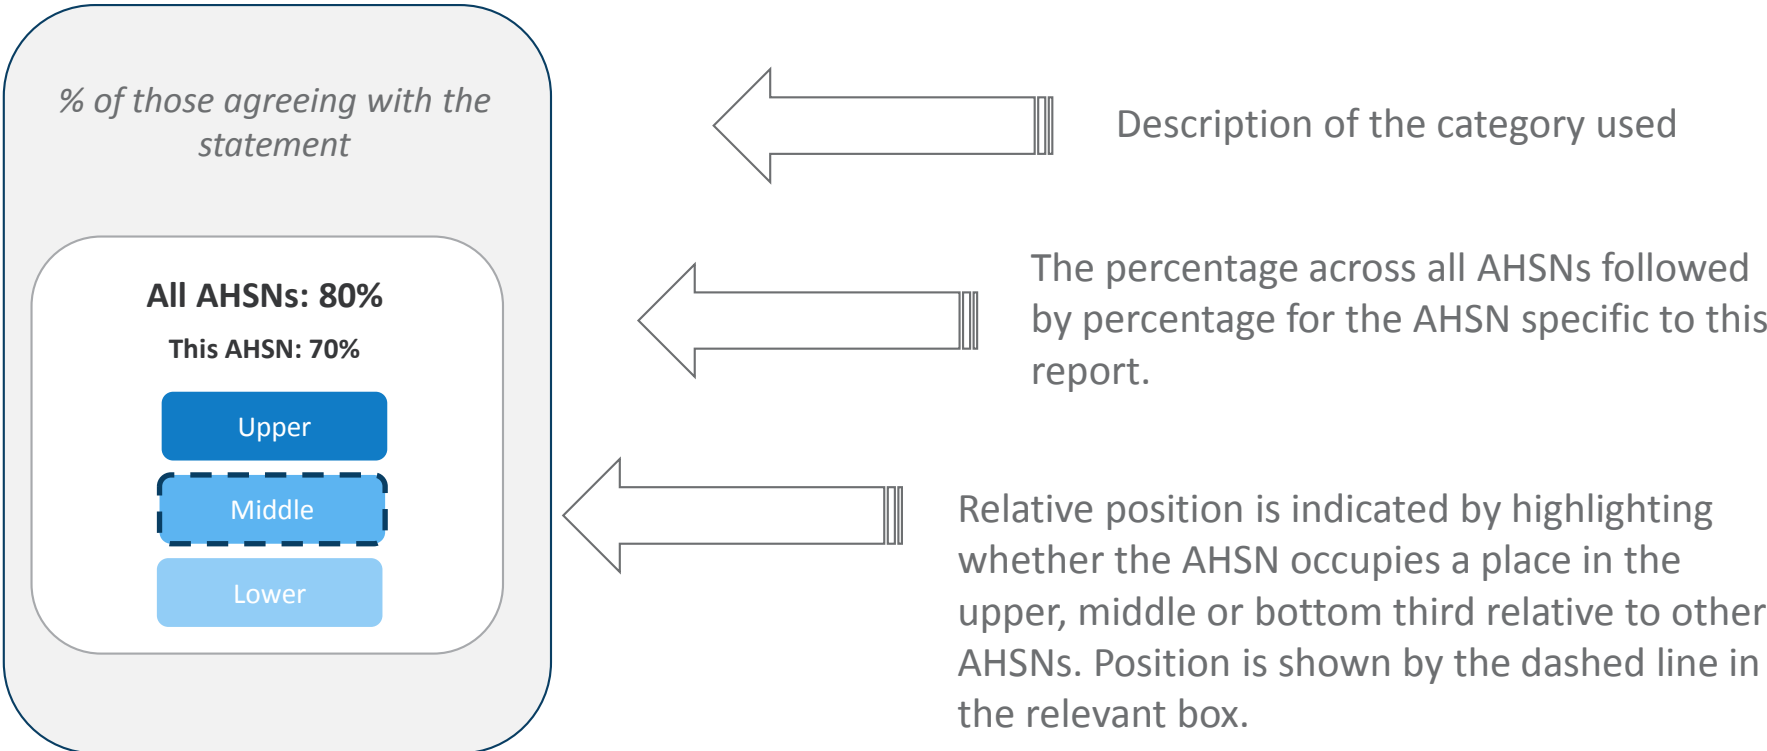 % of those agreeing with the
statement
All AHSNs: 80%
This AHSN: 70%
Upper
Middle
Lower
Description of the category used
The percentage across all AHSNs followed
by percentage for the AHSN specific to this
report.
Relative position is indicated by highlighting
whether the AHSN occupies a place in the
upper, middle or bottom third relative to other
AHSNs. Position is shown by the dashed line in
the relevant box.